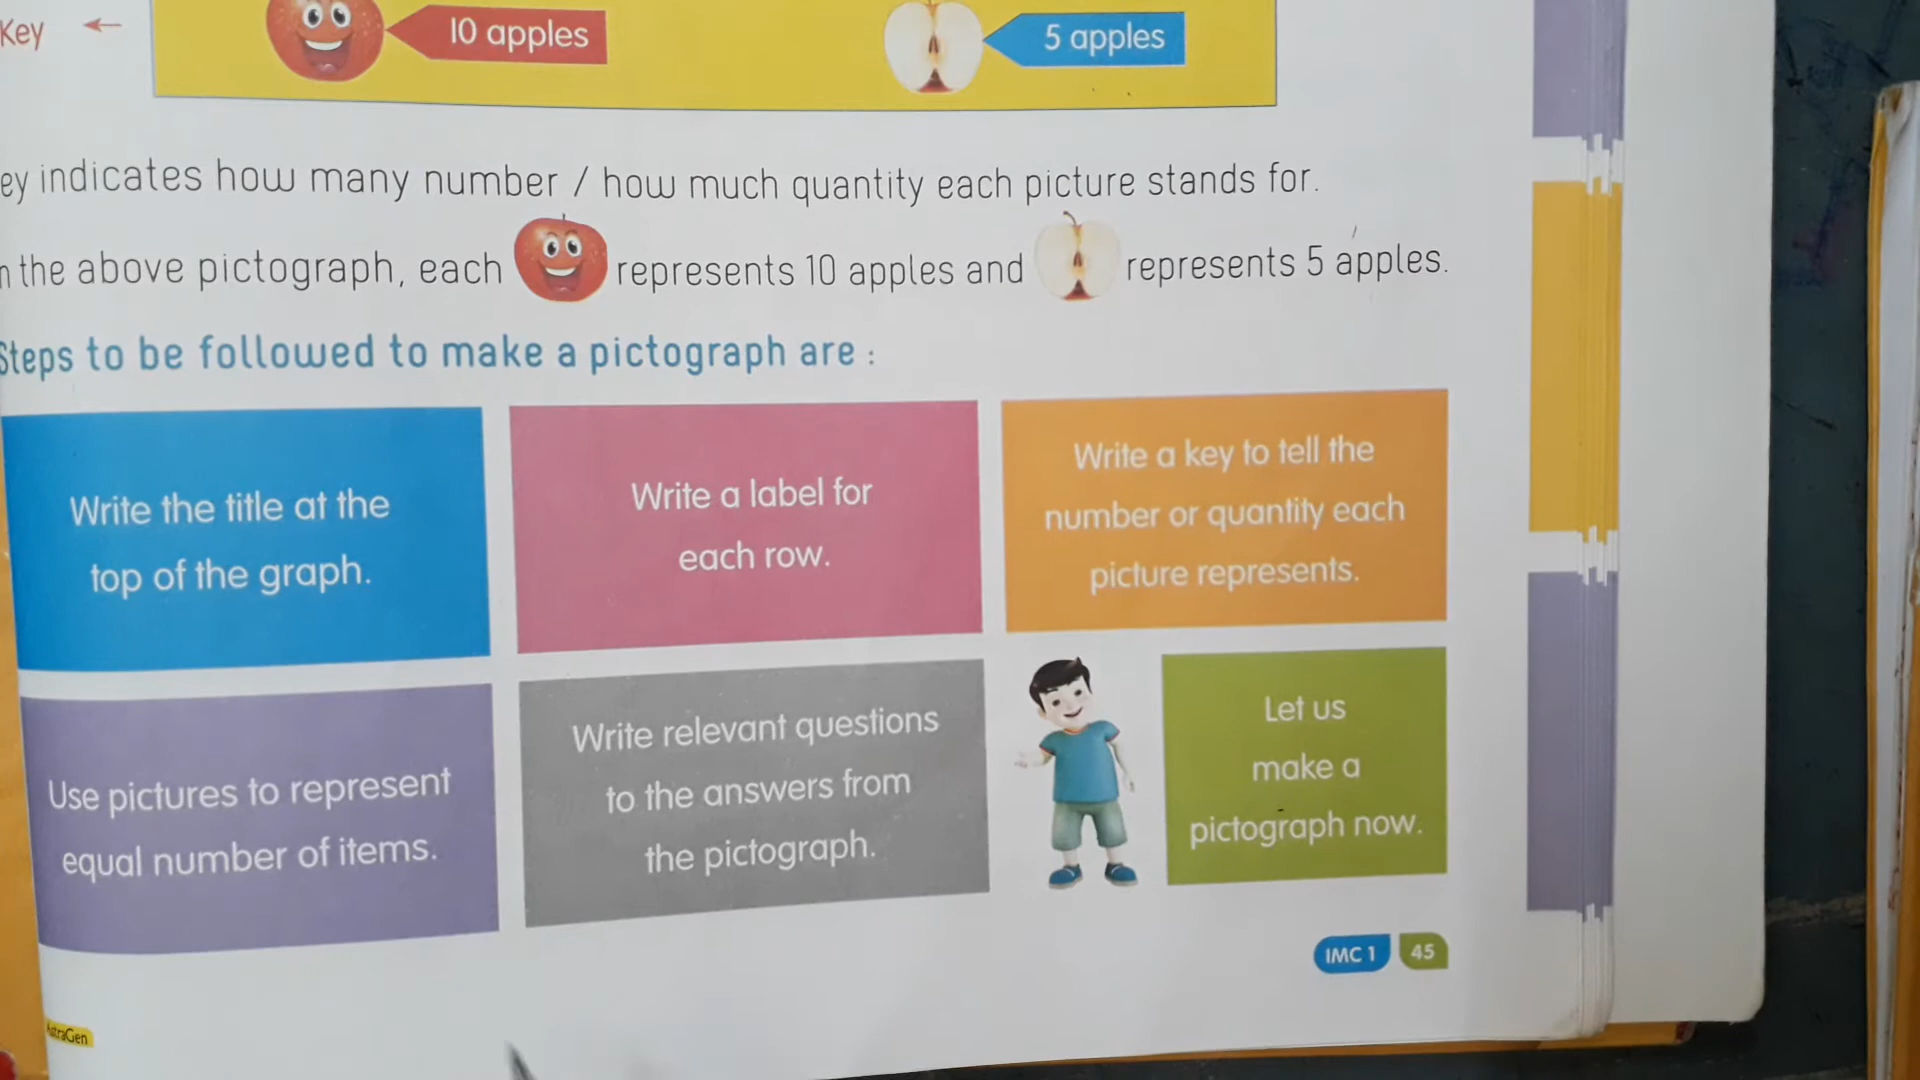 Key
10 apples
5 apples
ey indicates how many number / how much quantity each picture stands for.
n the above pictograph, each represents 10 apples and represents 5 apples.
Steps to be followed to make a pictograph are :
Write the title at the
top of the graph.
Write a label for
each row.
Write a key to tell the
number or quantity each
picture represents.
Use pictures to represent
equal number of items.
Write relevant questions
to the answers from
the pictograph.
Let us
make a
pictograph now.
IMC 1
45
AstraGen